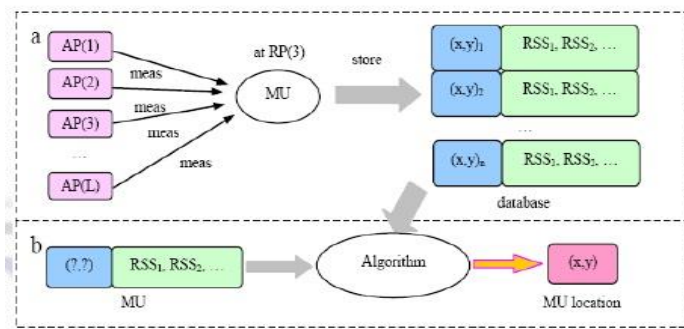 a
AP(1)
AP(2)
AP(3)
...
AP(L)
meas
meas
meas
meas
at RP(3)
MU
store
(x,y)₁ RSS₁, RSS₂, ...
(x,y)₂ RSS₁, RSS₂, ...
...
(x,y)ₙ RSS₁, RSS₂, ...
database
b
(?,?) RSS₁, RSS₂, ...
MU
Algorithm
(x,y)
MU location